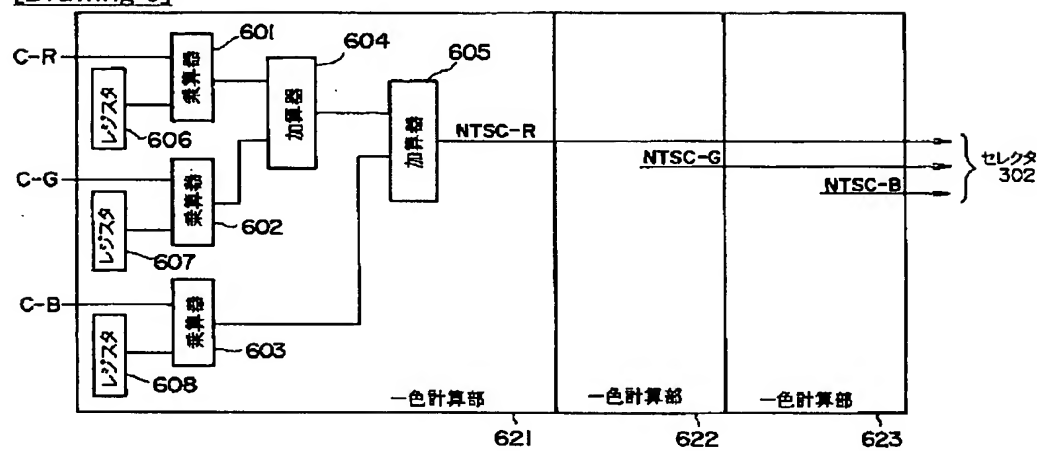 601
604
605
C-R
乗算器
レジスタ
606
加算器
加算器
NTSC-R
NTSC-G
NTSC-B
セレクタ
302
C-G
乗算器
602
レジスタ
607
C-B
乗算器
603
レジスタ
608
一色計算部
一色計算部
一色計算部
621
622
623